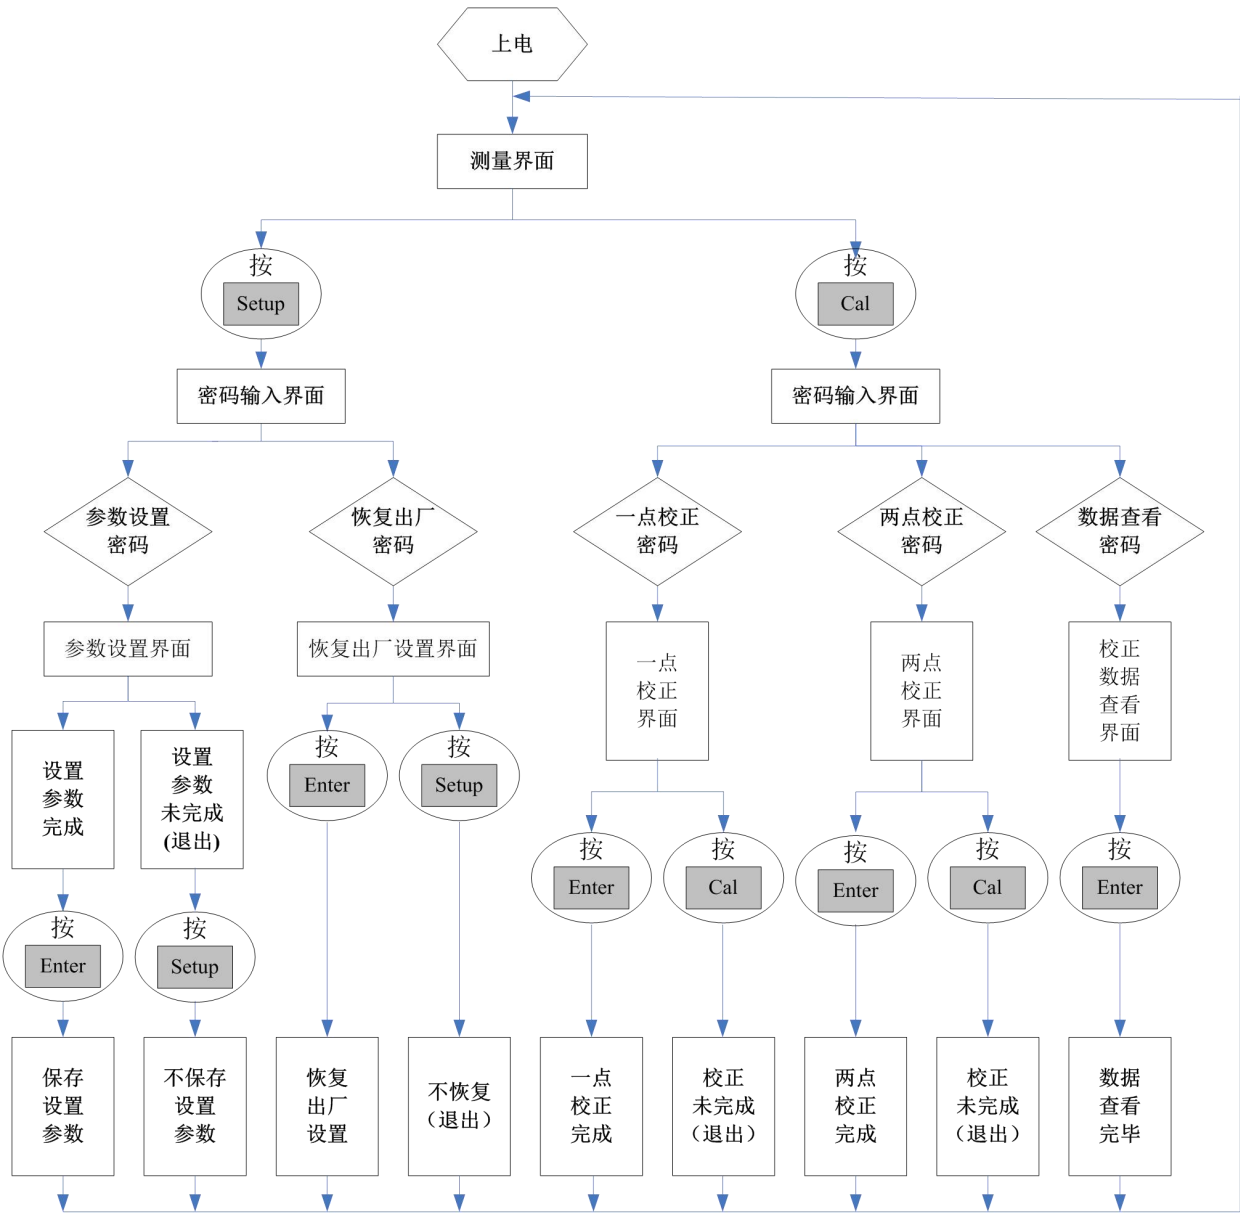 上电
测量界面
按
Setup
按
Cal
密码输入界面
密码输入界面
参数设置
密码
恢复出厂
密码
一点校正
密码
两点校正
密码
数据查看
密码
参数设置界面
恢复出厂设置界面
一点
校正
界面
两点
校正
界面
校正
数据
查看
界面
设置
参数
完成
设置
参数
未完成
(退出)
按
Enter
按
Setup
按
Enter
按
Cal
按
Enter
按
Cal
按
Enter
按
Enter
按
Setup
保存
设置
参数
不保存
设置
参数
恢复
出厂
设置
不恢复
（退出）
一点
校正
完成
校正
未完成
（退出）
两点
校正
完成
校正
未完成
（退出）
数据
查看
完毕